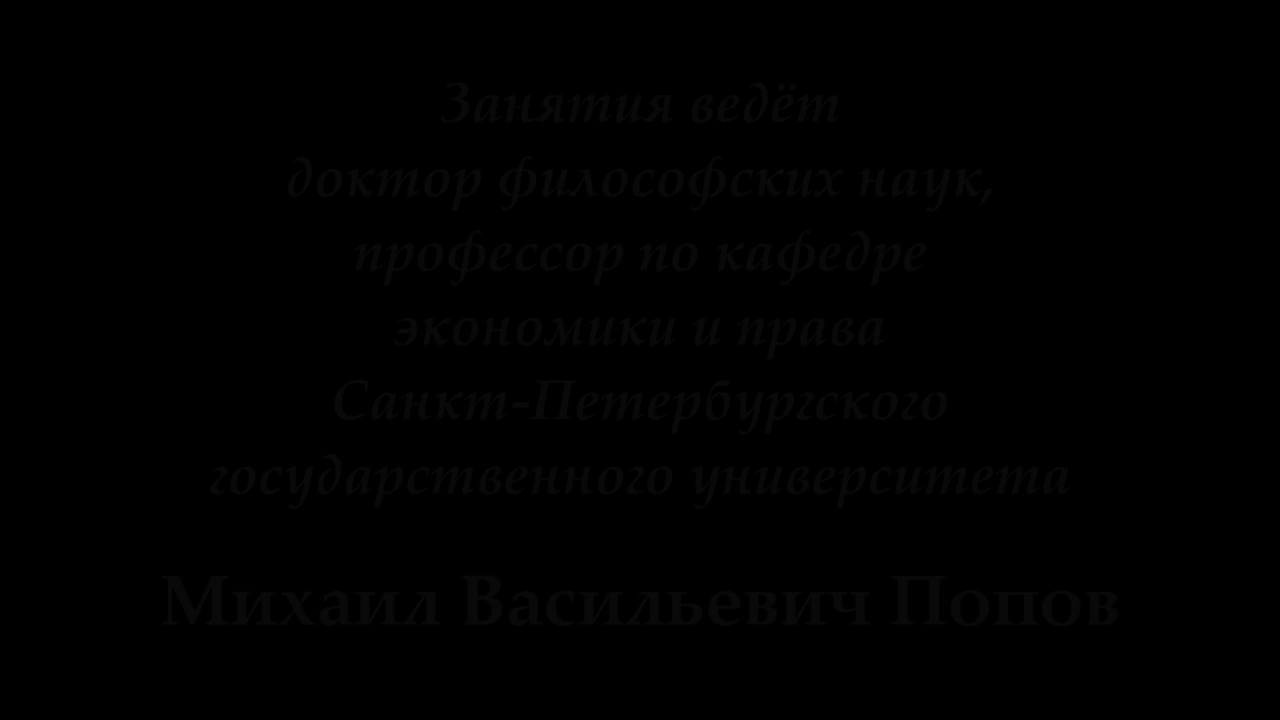 Занятия ведёт
доктор философских наук,
профессор по кафедре
экономики и права
Санкт-Петербургского
государственного университета
Михаил Васильевич Попов